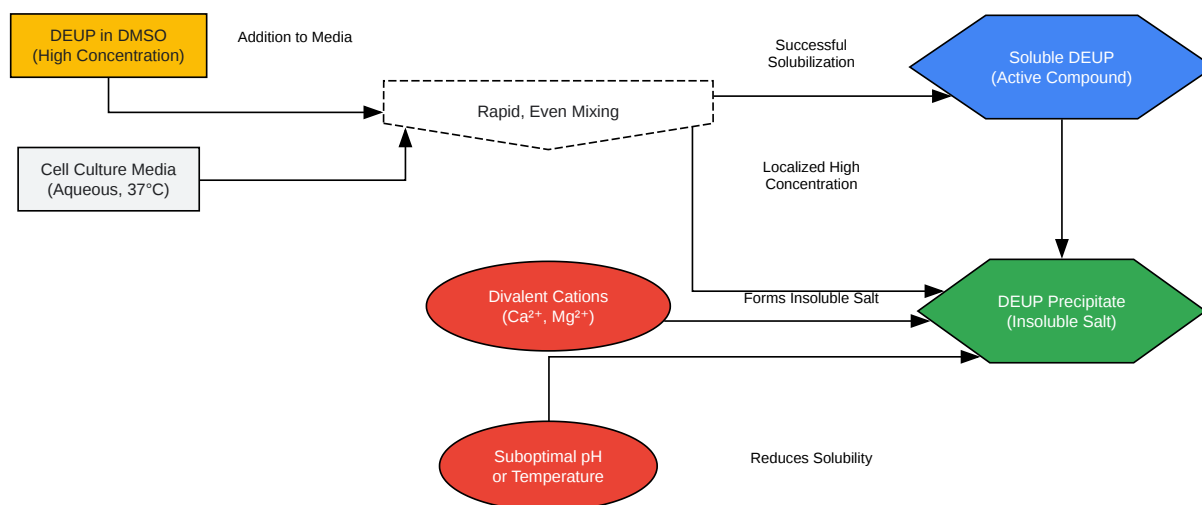 DEUP in DMSO
(High Concentration)
Addition to Media
Successful
Solubilization
Soluble DEUP
(Active Compound)
Rapid, Even Mixing
Cell Culture Media
(Aqueous, 37°C)
Localized High
Concentration
Divalent Cations
(Ca²⁺, Mg²⁺)
Forms Insoluble Salt
DEUP Precipitate
(Insoluble Salt)
Suboptimal pH
or Temperature
Reduces Solubility